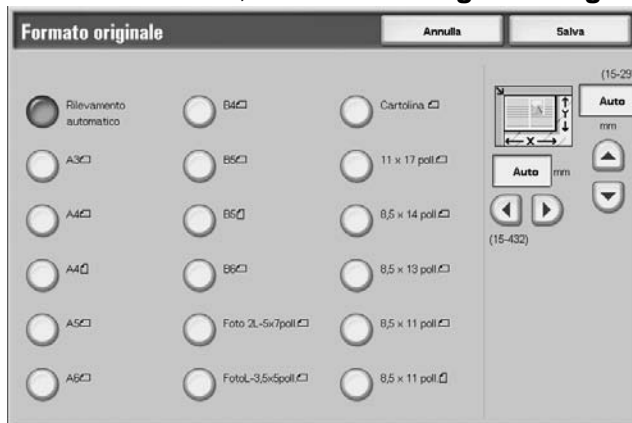 Formato originale
Annulla
Salva
Rilevamento
automatico
A3
A4
A4
A5
A6
B4
B5
B5
B6
Foto 2L-5x7poll.
FotoL-3,5x5poll.
Cartolina
11 x 17 poll.
8,5 x 14 poll.
8,5 x 13 poll.
8,5 x 11 poll.
8,5 x 11 poll.
(15-29
Auto
mm
Y
X
Auto mm
(15-432)